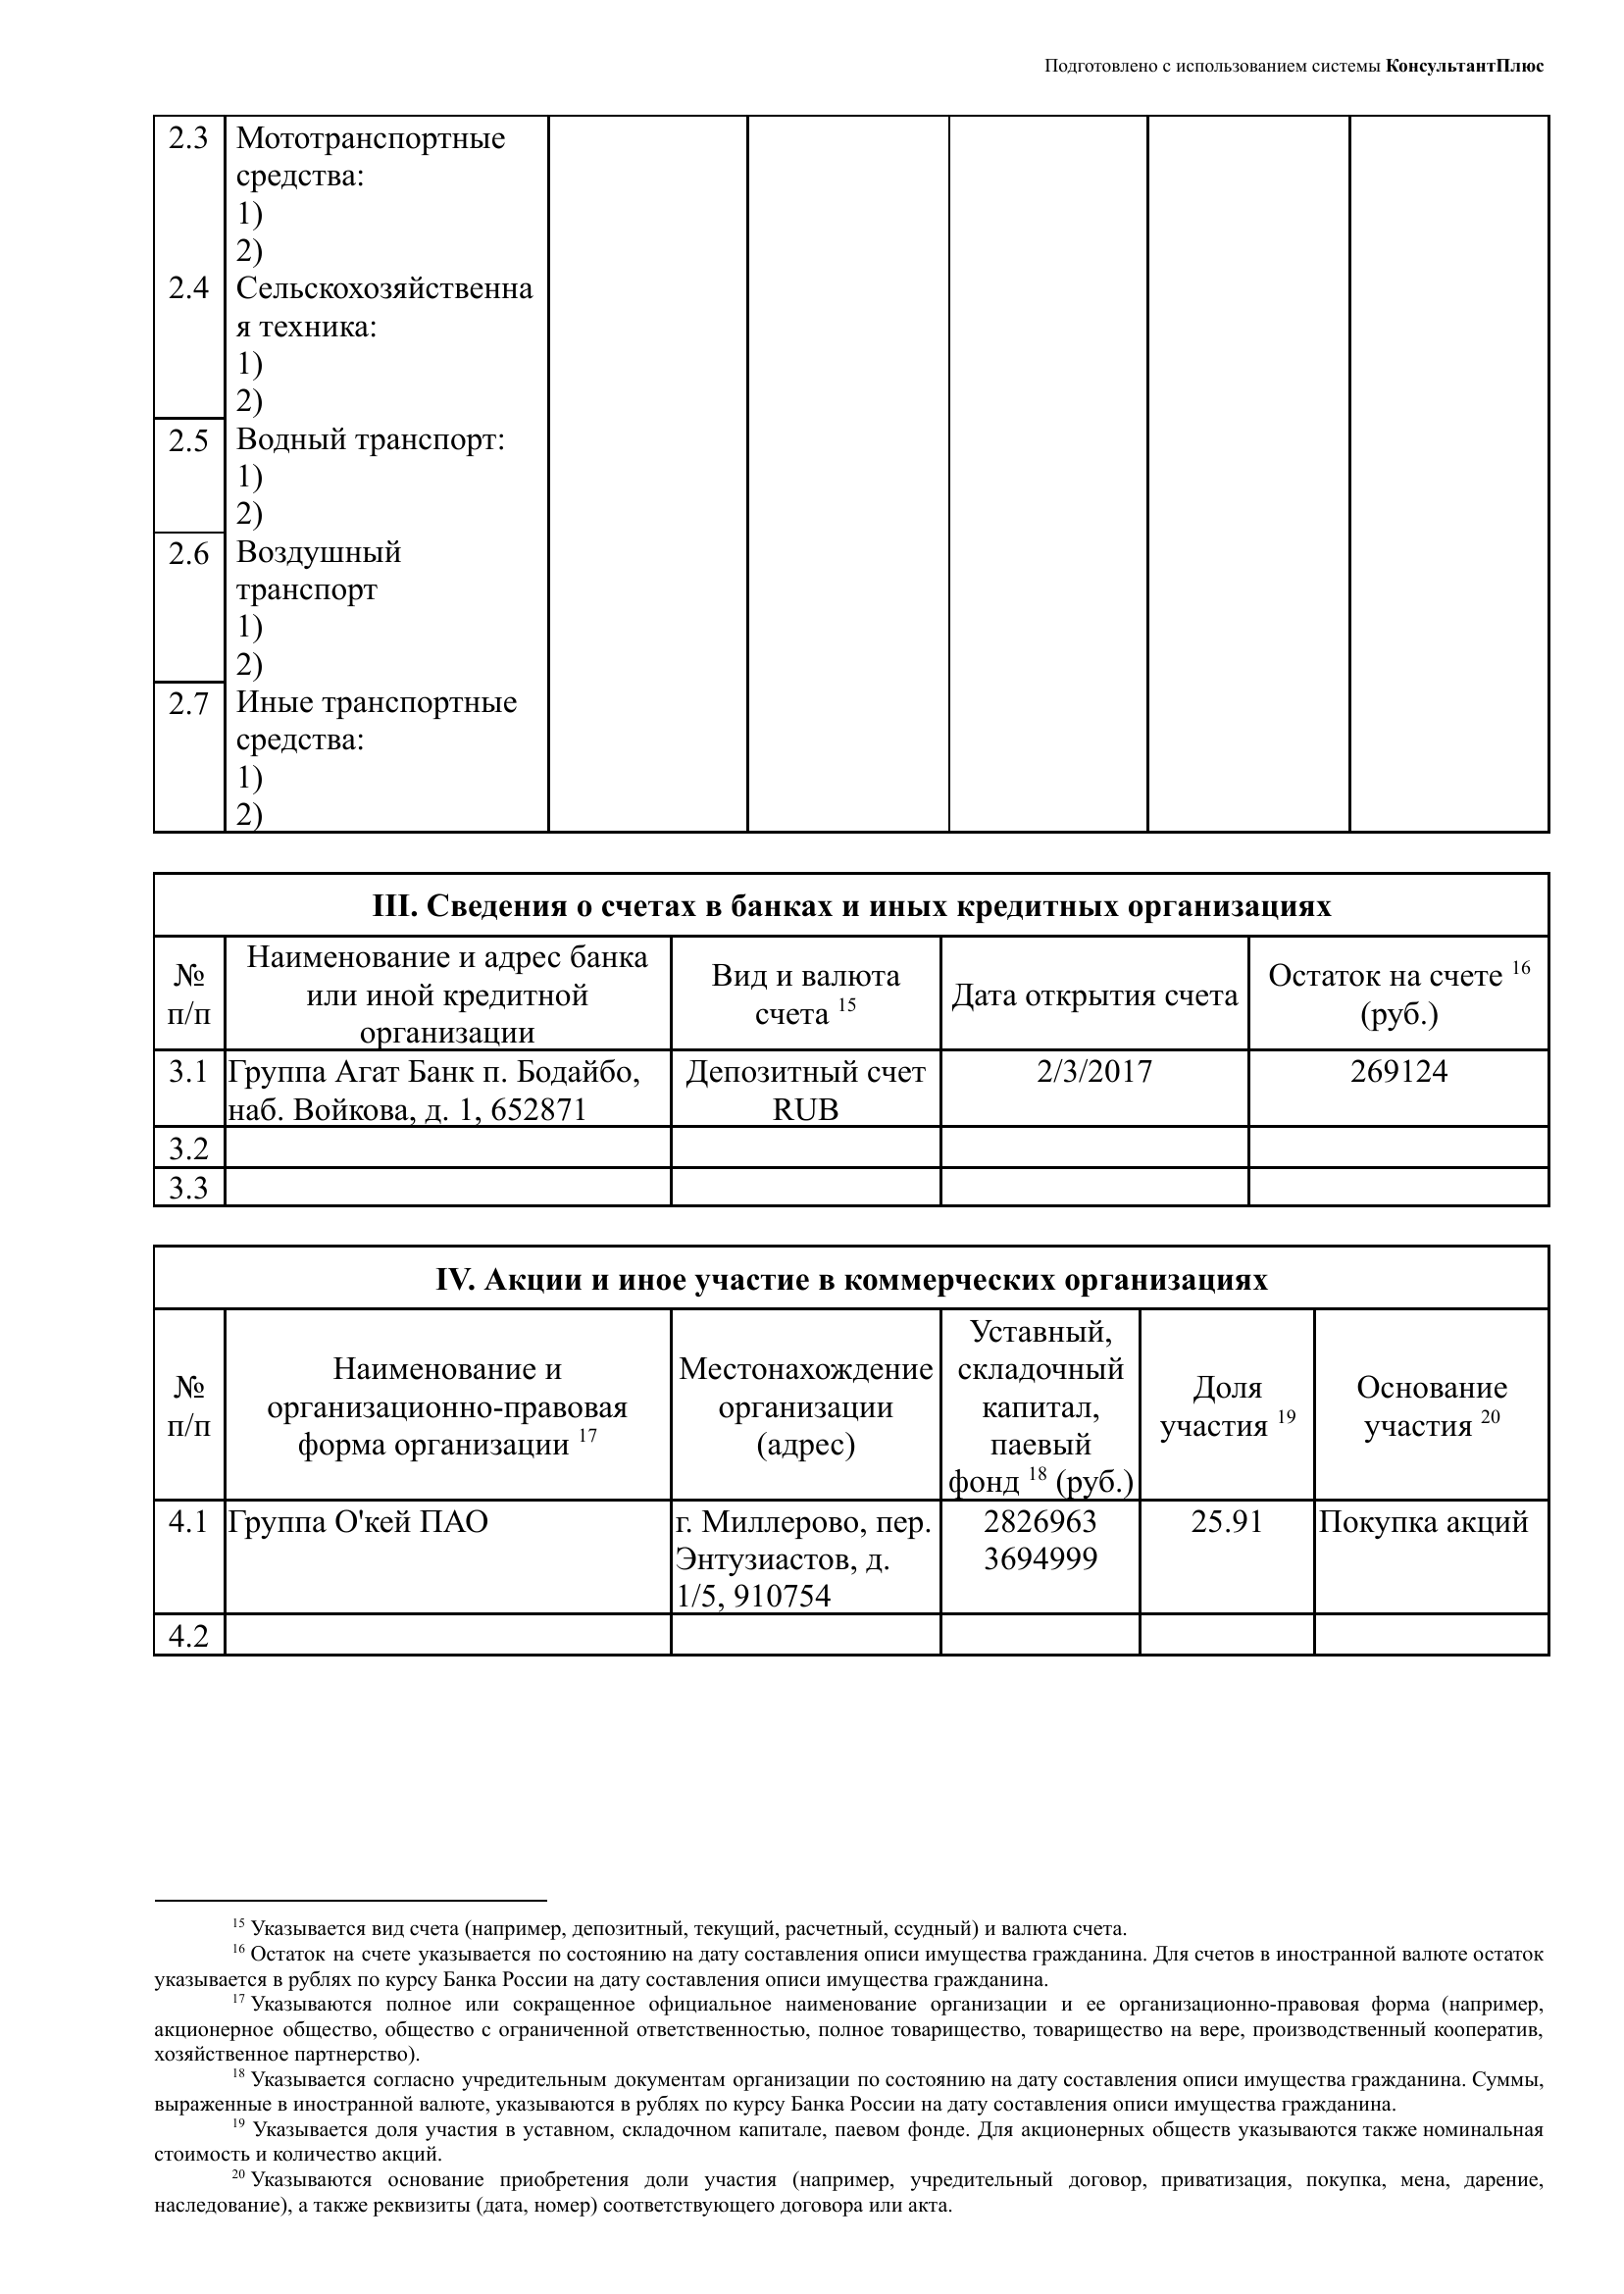 Подготовлено с использованием системы КонсультантПлюс
2.3 Мототранспортные
средства:
1)
2)
2.4 Сельскохозяйственна
я техника:
1)
2)
2.5 Водный транспорт:
1)
2)
2.6 Воздушный
транспорт
1)
2)
2.7 Иные транспортные
средства:
1)
2)
III. Сведения о счетах в банках и иных кредитных организациях
№
п/п
Наименование и адрес банка
или иной кредитной
организации
Вид и валюта
счета 15
Дата открытия счета
Остаток на счете 16
(руб.)
3.1
Группа Агат Банк п. Бодайбо,
наб. Войкова, д. 1, 652871
Депозитный счет
RUB
2/3/2017
269124
3.2
3.3
IV. Акции и иное участие в коммерческих организациях
№
п/п
Наименование и
организационно-правовая
форма организации 17
Местонахождение
организации
(адрес)
Уставный,
складочный
капитал,
паевый
фонд 18 (руб.)
Доля
участия 19
Основание
участия 20
4.1
Группа О'кей ПАО
г. Миллерово, пер.
Энтузиастов, д.
1/5, 910754
2826963
3694999
25.91
Покупка акций
4.2
15 Указывается вид счета (например, депозитный, текущий, расчетный, ссудный) и валюта счета.
16 Остаток на счете указывается по состоянию на дату составления описи имущества гражданина. Для счетов в иностранной валюте остаток
указывается в рублях по курсу Банка России на дату составления описи имущества гражданина.
17 Указываются полное или сокращенное официальное наименование организации и ее организационно-правовая форма (например,
акционерное общество, общество с ограниченной ответственностью, полное товарищество, товарищество на вере, производственный кооператив,
хозяйственное партнерство).
18 Указывается согласно учредительным документам организации по состоянию на дату составления описи имущества гражданина. Суммы,
выраженные в иностранной валюте, указываются в рублях по курсу Банка России на дату составления описи имущества гражданина.
19 Указывается доля участия в уставном, складочном капитале, паевом фонде. Для акционерных обществ указываются также номинальная
стоимость и количество акций.
20 Указываются основание приобретения доли участия (например, учредительный договор, приватизация, покупка, мена, дарение,
наследование), а также реквизиты (дата, номер) соответствующего договора или акта.